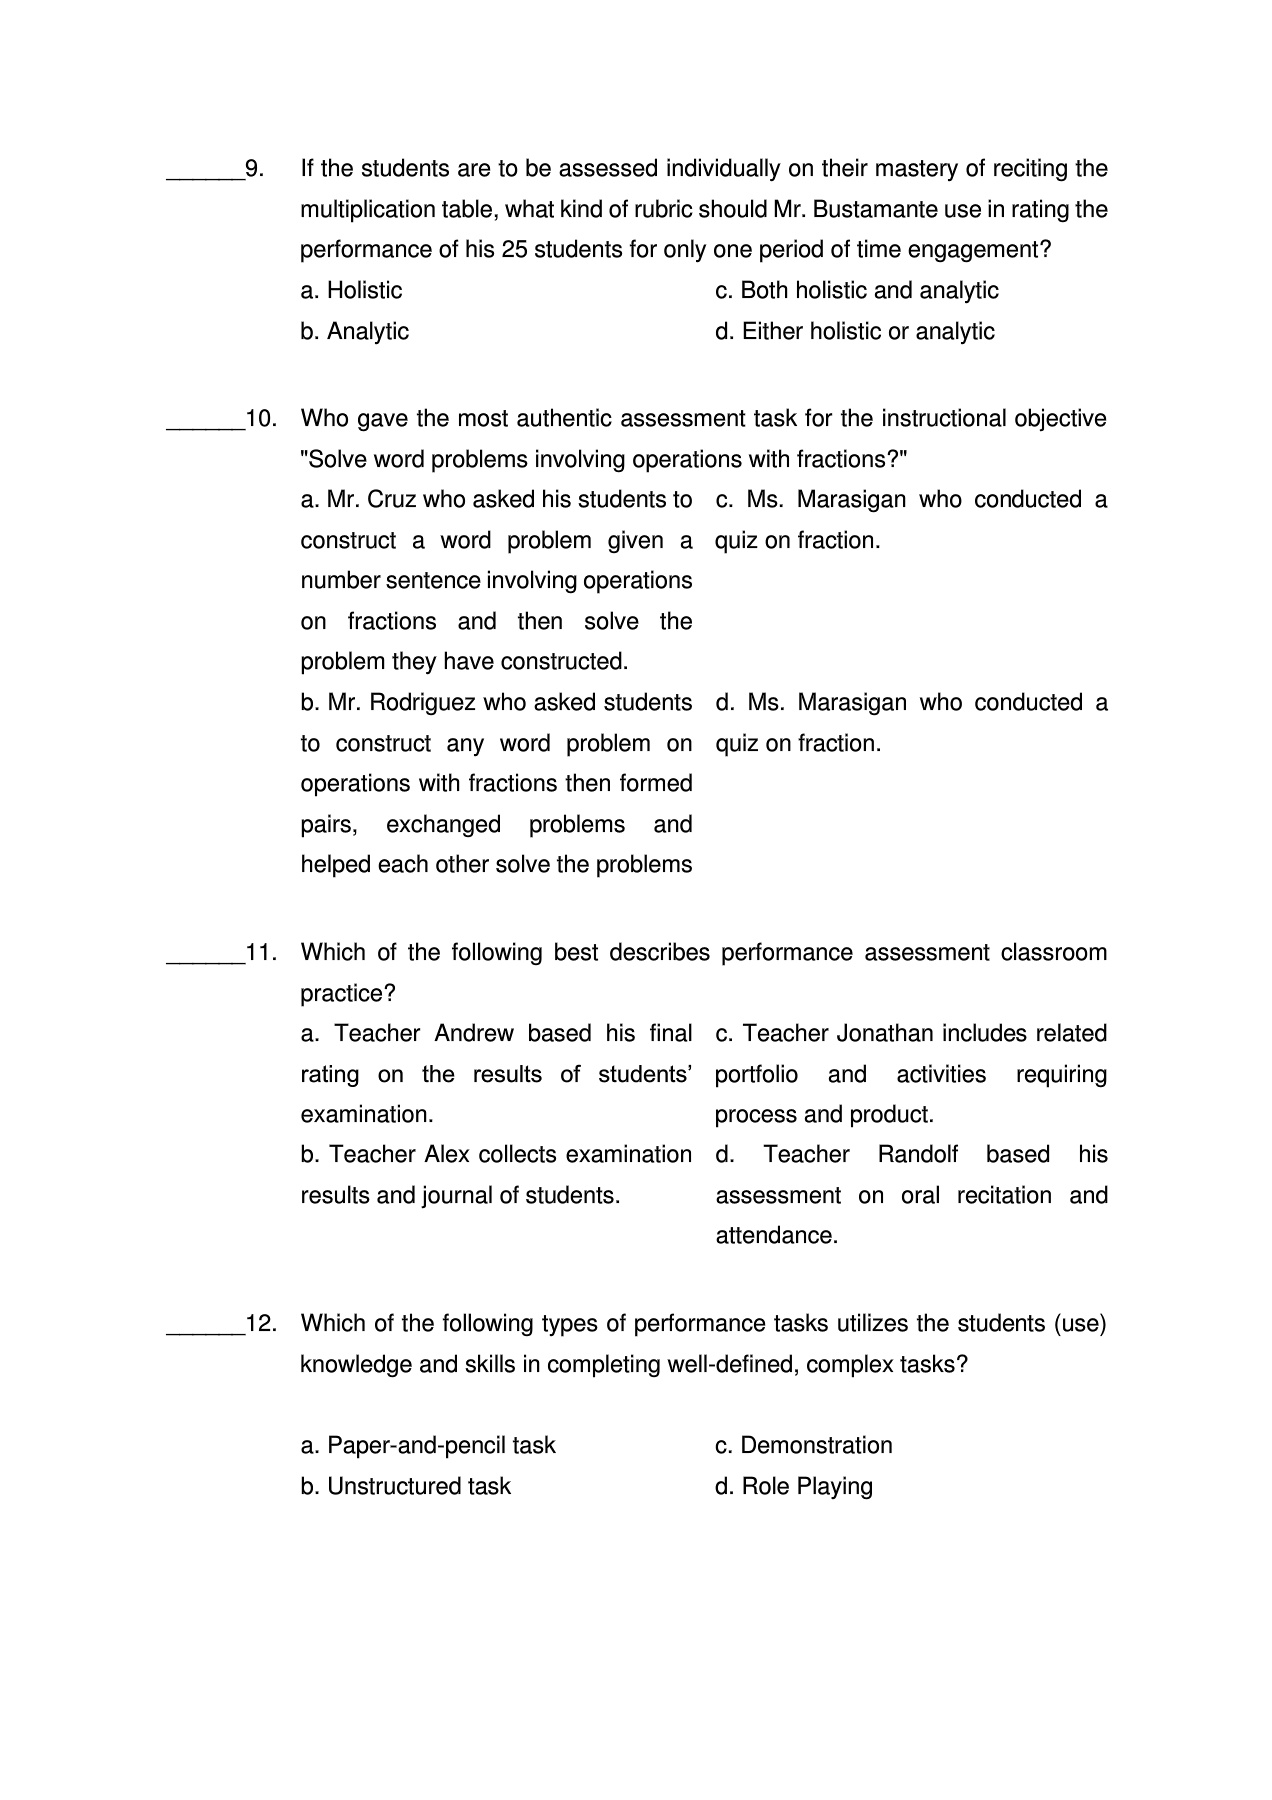 ______9. If the students are to be assessed individually on their mastery of reciting the
multiplication table, what kind of rubric should Mr. Bustamante use in rating the
performance of his 25 students for only one period of time engagement?
a. Holistic c. Both holistic and analytic
b. Analytic d. Either holistic or analytic
______10. Who gave the most authentic assessment task for the instructional objective
"Solve word problems involving operations with fractions?"
a. Mr. Cruz who asked his students to c. Ms. Marasigan who conducted a
construct a word problem given a quiz on fraction.
number sentence involving operations
on fractions and then solve the
problem they have constructed.
b. Mr. Rodriguez who asked students d. Ms. Marasigan who conducted a
to construct any word problem on quiz on fraction.
operations with fractions then formed
pairs, exchanged problems and
helped each other solve the problems
______11. Which of the following best describes performance assessment classroom
practice?
a. Teacher Andrew based his final c. Teacher Jonathan includes related
rating on the results of students’ portfolio and activities requiring
examination. process and product.
b. Teacher Alex collects examination d. Teacher Randolf based his
results and journal of students. assessment on oral recitation and
attendance.
______12. Which of the following types of performance tasks utilizes the students (use)
knowledge and skills in completing well-defined, complex tasks?
a. Paper-and-pencil task c. Demonstration
b. Unstructured task d. Role Playing